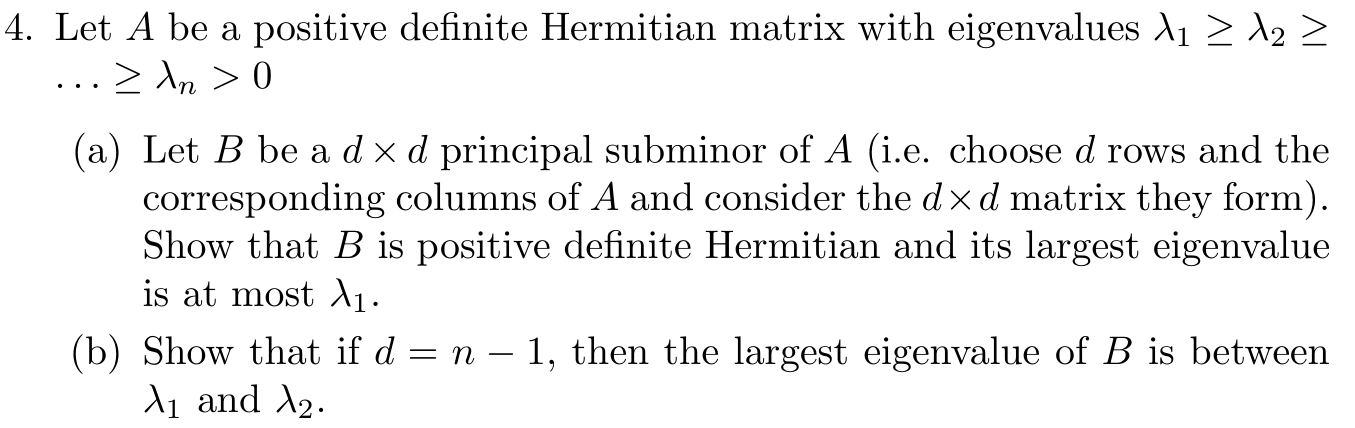 4. Let A be a positive definite Hermitian matrix with eigenvalues λ₁ ≥ λ₂ ≥
… ≥ λₙ > 0
(a) Let B be a d × d principal subminor of A (i.e. choose d rows and the
corresponding columns of A and consider the d×d matrix they form).
Show that B is positive definite Hermitian and its largest eigenvalue
is at most λ₁.
(b) Show that if d = n − 1, then the largest eigenvalue of B is between
λ₁ and λ₂.